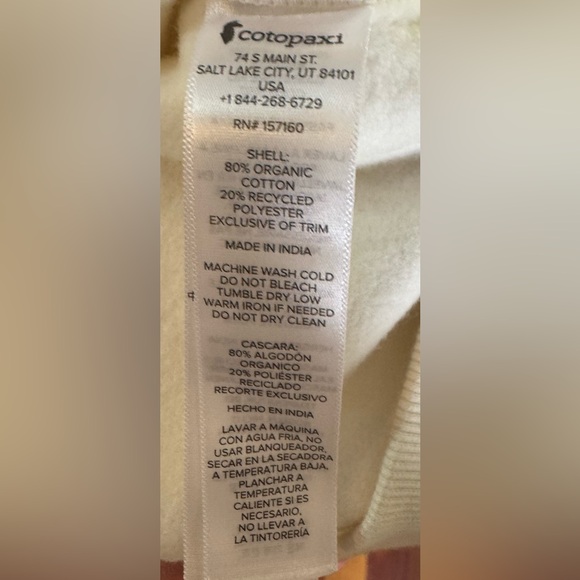 cotopaxi
74 S MAIN ST.
SALT LAKE CITY, UT 84101
USA
+1 844-268-6729
RN# 157160
SHELL:
80% ORGANIC
COTTON
20% RECYCLED
POLYESTER
EXCLUSIVE OF TRIM
MADE IN INDIA
MACHINE WASH COLD
DO NOT BLEACH
TUMBLE DRY LOW
WARM IRON IF NEEDED
DO NOT DRY CLEAN
CASCARA:
80% ALGODÓN
ORGANICO
20% POLIÉSTER
RECICLADO
RECORTE EXCLUSIVO
HECHO EN INDIA
LAVAR A MÁQUINA
CON AGUA FRIA, NO
USAR BLANQUEADOR,
SECAR EN LA SECADORA
A TEMPERATURA BAJA.
PLANCHAR A
TEMPERATURA
CALIENTE SI ES
NECESARIO,
NO LLEVAR A
LA TINTORERÍA